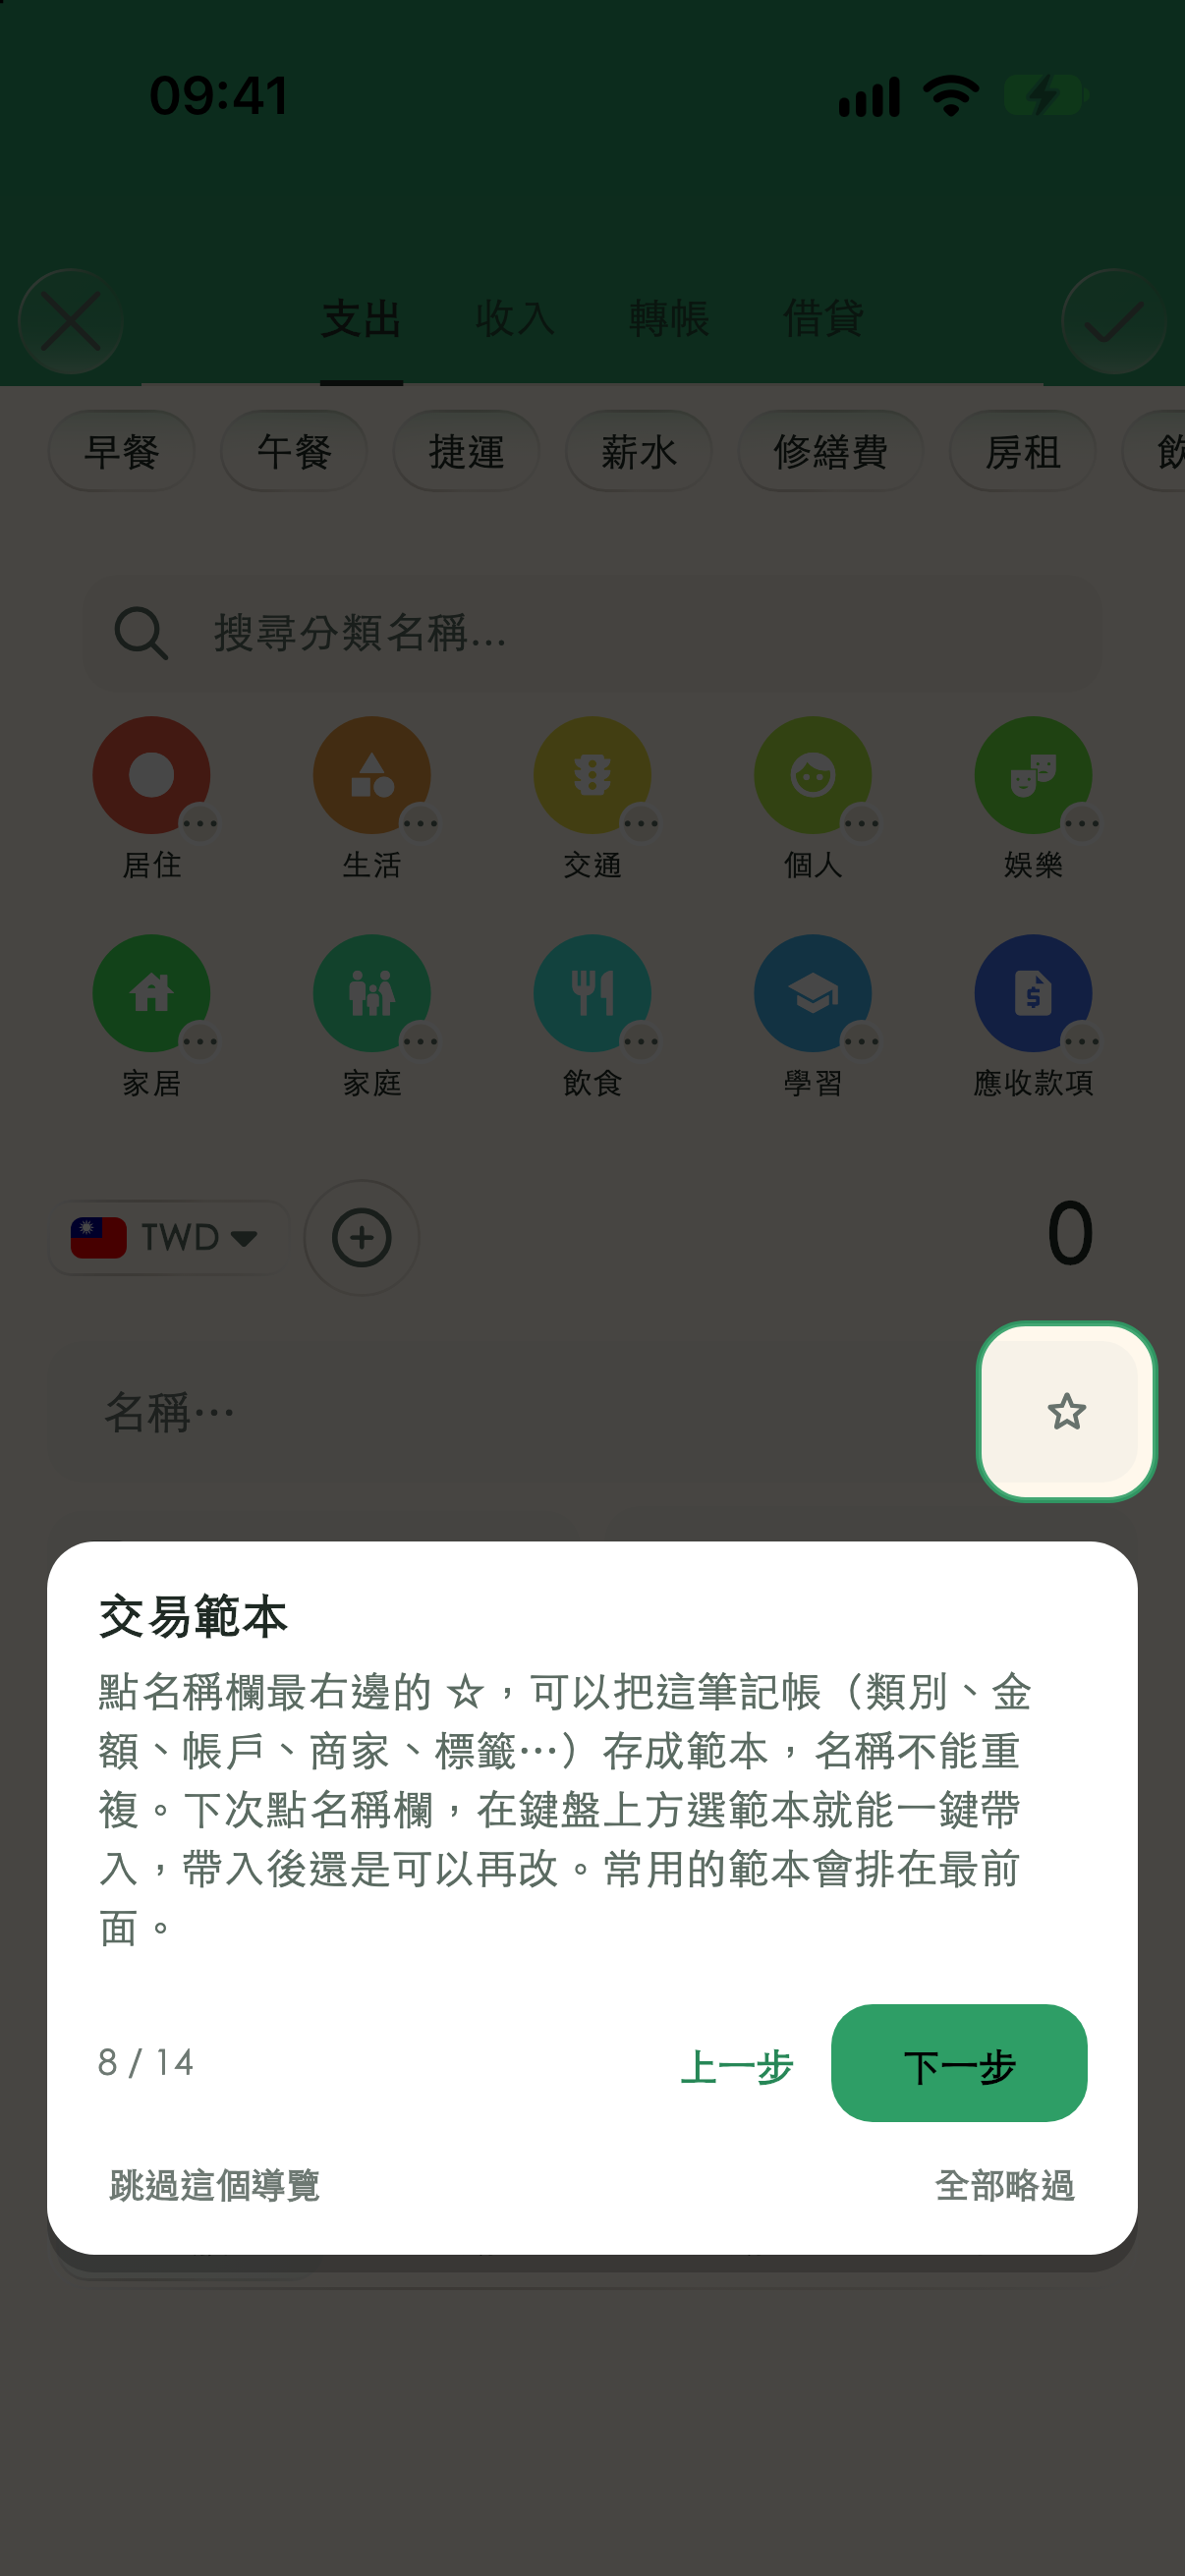 09:41
支出 收入 轉帳 借貸
早餐 午餐 捷運 薪水 修繕費 房租 飲
搜尋分類名稱...
居住 生活 交通 個人 娛樂
家居 家庭 飲食 學習 應收款項
TWD 0
名稱…
交易範本
點名稱欄最右邊的 ☆，可以把這筆記帳（類別、金
額、帳戶、商家、標籤…）存成範本，名稱不能重
複。下次點名稱欄，在鍵盤上方選範本就能一鍵帶
入，帶入後還是可以再改。常用的範本會排在最前
面。
8 / 14 上一步 下一步
跳過這個導覽 全部略過